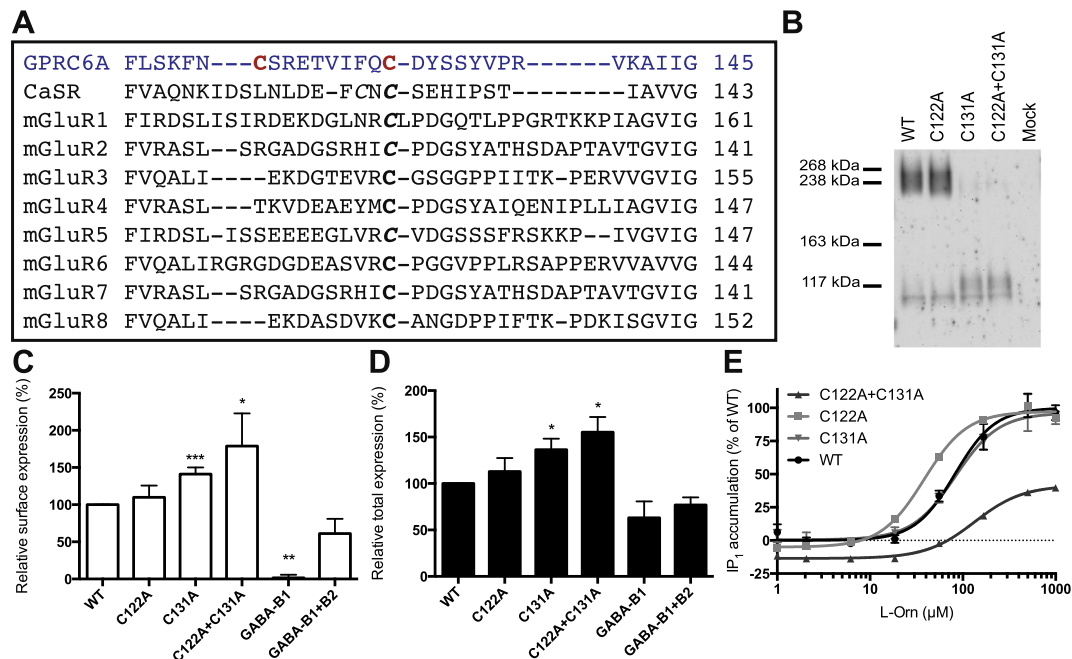 A
GPRC6A FLSKFN---CSRETVIFQC-DYSSYVPR-------VKAIIG 145
CaSR FVAQNKIDSLNLDE-FCNC-SEHIPST---------IAVVG 143
mGluR1 FIRDSLISIRDEKDGLNRCLPDGQTLPPGRTKKPIAGVIG 161
mGluR2 FVRASL--SRGADGSRHIC-PDGSYATHSDAPTAVTGVIG 141
mGluR3 FVQALI----EKDGTEVRC-GSGGPPIITK-PERVVGVIG 155
mGluR4 FVRASL---TKVDEAEYMC-PDGSYAIQENIPLLIAGVIG 147
mGluR5 FIRDSL-ISSEEEEGLVRC-VDGSSSFRSKKP--IVGVIG 147
mGluR6 FVQALIRGRGDGDEASVRC-PGGVPPLRSAPPERVVAVVG 144
mGluR7 FVRASL--SRGADGSRHIC-PDGSYATHSDAPTAVTGVIG 141
mGluR8 FVQALI----EKDASDVKC-ANGDPPIFTK-PDKISGVIG 152
B
WT
C122A
C131A
C122A+C131A
Mock
268 kDa
238 kDa
163 kDa
117 kDa
C
Relative surface expression (%)
250
200
150
100
50
0
***
*
**
WT
C122A
C131A
C122A+C131A
GABA-B1
GABA-B1+B2
D
Relative total expression (%)
200
150
100
50
0
*
*
WT
C122A
C131A
C122A+C131A
GABA-B1
GABA-B1+B2
E
IP1 accumulation (% of WT)
100
75
50
25
0
-25
C122A+C131A
C122A
C131A
WT
1
10
100
1000
L-Orn (µM)